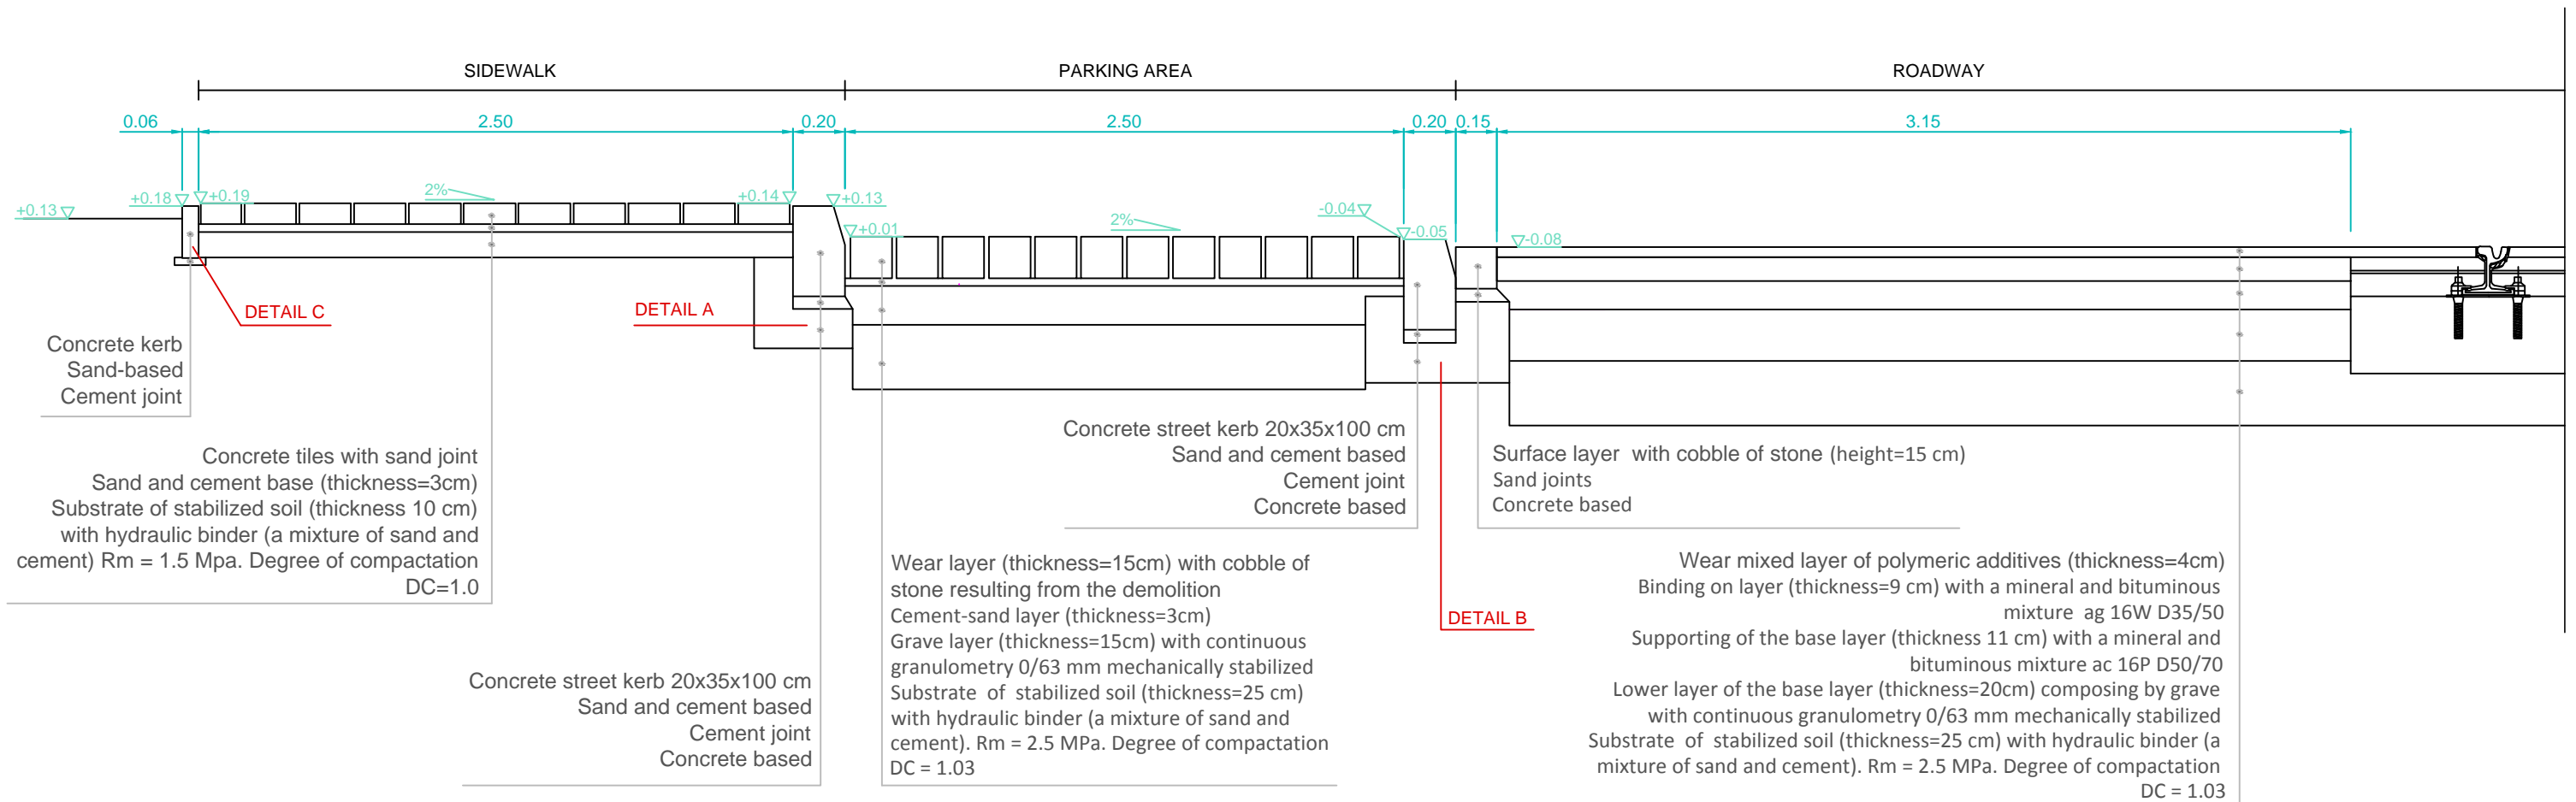 SIDEWALK
PARKING AREA
ROADWAY
0.06
2.50
0.20
2.50
0.20
0.15
3.15
+0.13
+0.18
+0.19
2%
+0.14
+0.13
+0.01
2%
-0.04
-0.05
-0.08
DETAIL C
DETAIL A
DETAIL B
Concrete kerb
Sand-based
Cement joint
Concrete tiles with sand joint
Sand and cement base (thickness=3cm)
Substrate of stabilized soil (thickness 10 cm)
with hydraulic binder (a mixture of sand and
cement) Rm = 1.5 Mpa. Degree of compactation
DC=1.0
Concrete street kerb 20x35x100 cm
Sand and cement based
Cement joint
Concrete based
Wear layer (thickness=15cm) with cobble of
stone resulting from the demolition
Cement-sand layer (thickness=3cm)
Grave layer (thickness=15cm) with continuous
granulometry 0/63 mm mechanically stabilized
Substrate of stabilized soil (thickness=25 cm)
with hydraulic binder (a mixture of sand and
cement). Rm = 2.5 MPa. Degree of compactation
DC = 1.03
Concrete street kerb 20x35x100 cm
Sand and cement based
Cement joint
Concrete based
Surface layer with cobble of stone (height=15 cm)
Sand joints
Concrete based
Wear mixed layer of polymeric additives (thickness=4cm)
Binding on layer (thickness=9 cm) with a mineral and bituminous
mixture ag 16W D35/50
Supporting of the base layer (thickness 11 cm) with a mineral and
bituminous mixture ac 16P D50/70
Lower layer of the base layer (thickness=20cm) composing by grave
with continuous granulometry 0/63 mm mechanically stabilized
Substrate of stabilized soil (thickness=25 cm) with hydraulic binder (a
mixture of sand and cement). Rm = 2.5 MPa. Degree of compactation
DC = 1.03